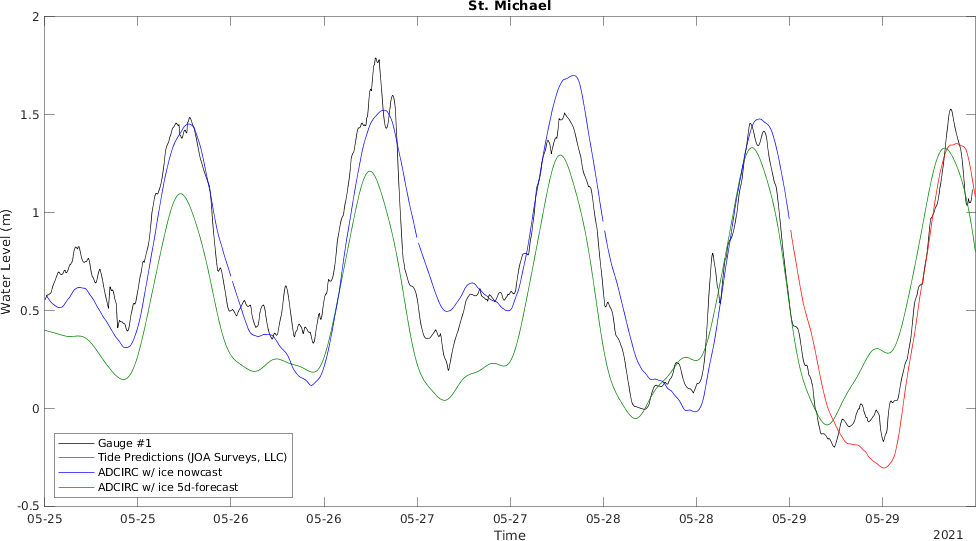 St. Michael
2
1.5
1
0.5
0
-0.5
Water Level (m)
Gauge #1
Tide Predictions (JOA Surveys, LLC)
ADCIRC w/ ice nowcast
ADCIRC w/ ice 5d-forecast
05-25 05-25 05-26 05-26 05-27 05-27 05-28 05-28 05-29 05-29
Time
2021